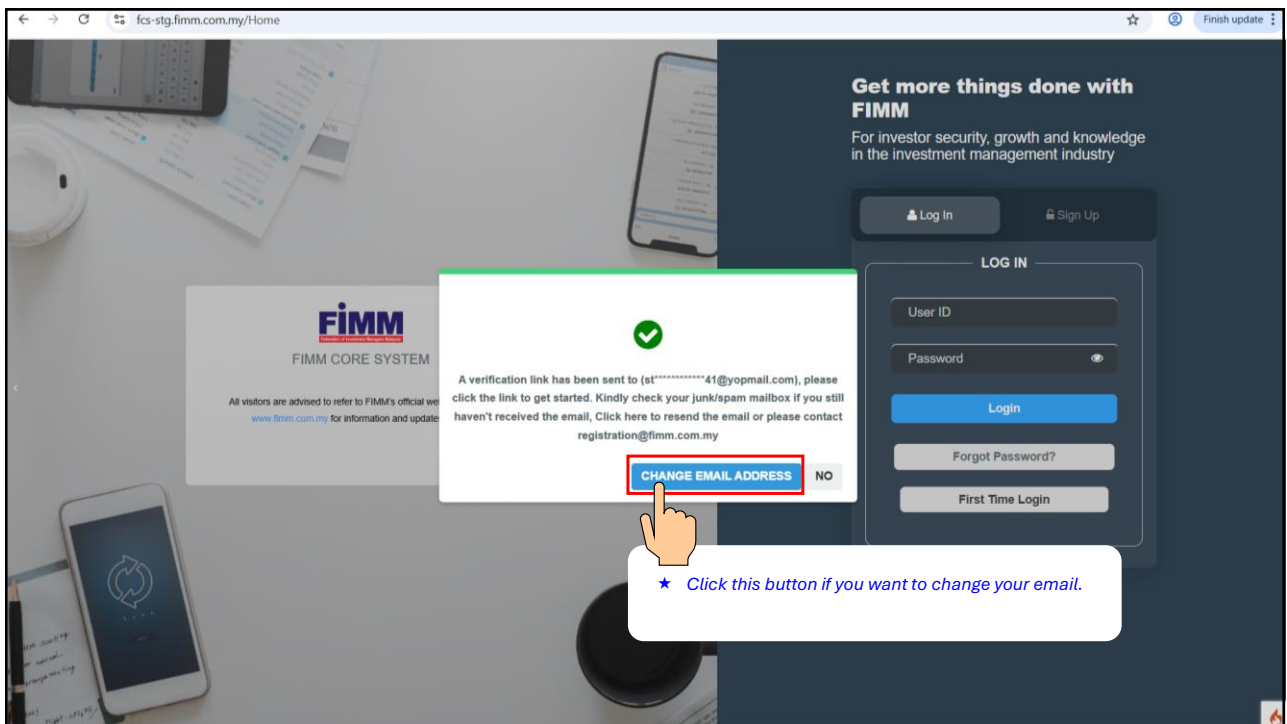 fcs-stg.fimm.com.my/Home
Finish update
Get more things done with
FIMM
For investor security, growth and knowledge
in the investment management industry
Log In
Sign Up
LOG IN
User ID
Password
Login
Forgot Password?
First Time Login
FiMM
Federation of Investment Managers Malaysia
FIMM CORE SYSTEM
All visitors are advised to refer to FIMM's official we
www.fimm.com.my for information and update
A verification link has been sent to (st************41@yopmail.com), please
click the link to get started. Kindly check your junk/spam mailbox if you still
haven't received the email, Click here to resend the email or please contact
registration@fimm.com.my
CHANGE EMAIL ADDRESS
NO
★ Click this button if you want to change your email.